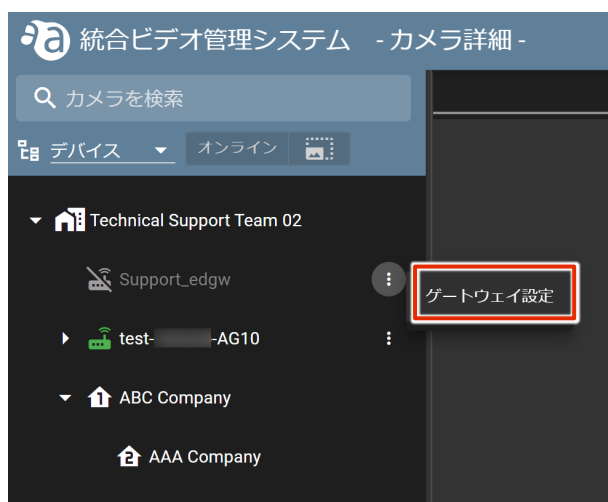 統合ビデオ管理システム - カメラ詳細 -
カメラを検索
デバイス オンライン
Technical Support Team 02
Support_edgw
ゲートウェイ設定
test- -AG10
1 ABC Company
2 AAA Company